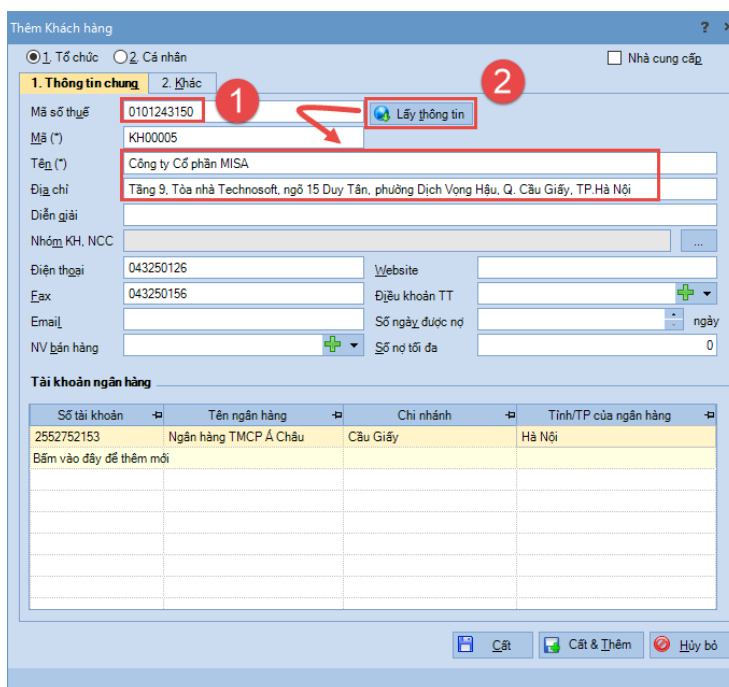 Thêm Khách hàng ?
1. Tổ chức 2. Cá nhân Nhà cung cấp
1. Thông tin chung 2. Khác
2
1
Mã số thuế 0101243150 Lấy thông tin
Mã (*) KH00005
Tên (*) Công ty Cổ phần MISA
Địa chỉ Tầng 9, Tòa nhà Technosoft, ngõ 15 Duy Tân, phường Dịch Vọng Hậu, Q. Cầu Giấy, TP.Hà Nội
Diễn giải
Nhóm KH, NCC ...
Điện thoại 043250126 Website
Fax 043250156 Điều khoản TT
Email Số ngày được nợ ngày
NV bán hàng Số nợ tối đa 0
Tài khoản ngân hàng
Số tài khoản Tên ngân hàng Chi nhánh Tỉnh/TP của ngân hàng
2552752153 Ngân hàng TMCP Á Châu Cầu Giấy Hà Nội
Bấm vào đây để thêm mới
Cất Cất & Thêm Hủy bỏ